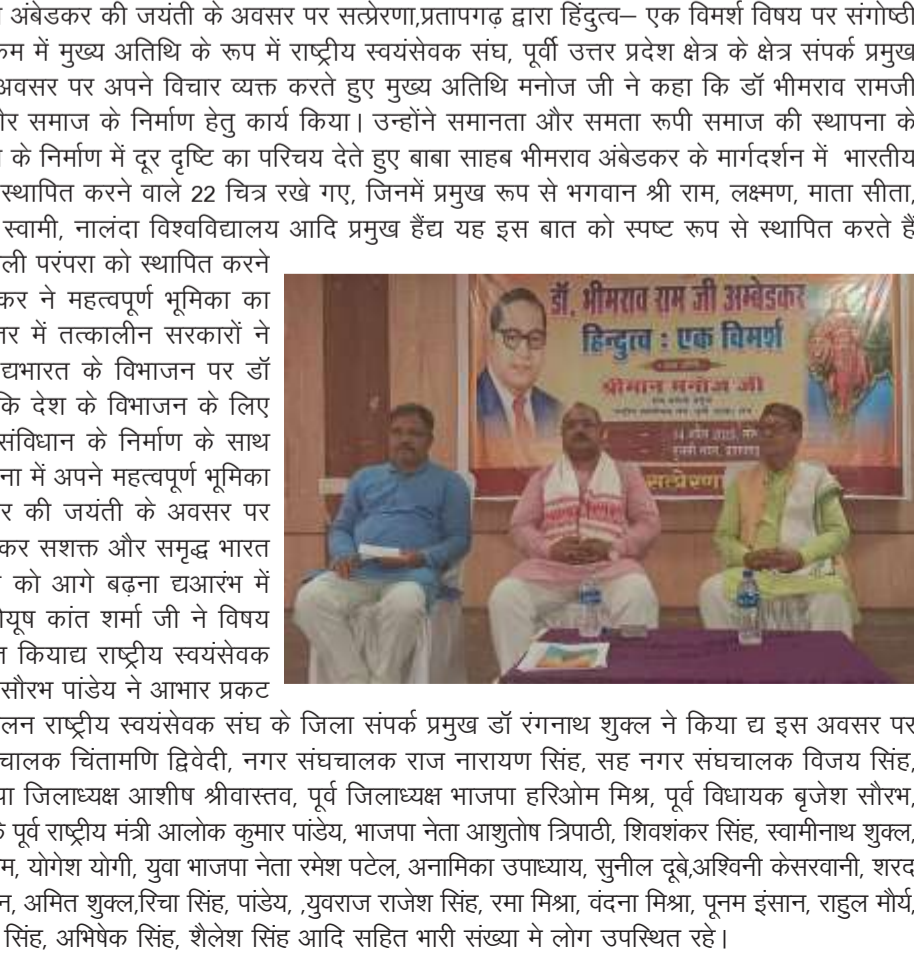 अंबेडकर की जयंती के अवसर पर सत्प्रेरणा,प्रतापगढ़ द्वारा हिंदुत्व– एक विमर्श विषय पर संगोष्ठी
में मुख्य अतिथि के रूप में राष्ट्रीय स्वयंसेवक संघ, पूर्वी उत्तर प्रदेश क्षेत्र के क्षेत्र संपर्क प्रमुख
अवसर पर अपने विचार व्यक्त करते हुए मुख्य अतिथि मनोज जी ने कहा कि डॉ भीमराव रामजी
समाज के निर्माण हेतु कार्य किया। उन्होंने समानता और समता रूपी समाज की स्थापना के
के निर्माण में दूर दृष्टि का परिचय देते हुए बाबा साहब भीमराव अंबेडकर के मार्गदर्शन में भारतीय
स्थापित करने वाले 22 चित्र रखे गए, जिनमें प्रमुख रूप से भगवान श्री राम, लक्ष्मण, माता सीता,
स्वामी, नालंदा विश्वविद्यालय आदि प्रमुख हैंद्य यह इस बात को स्पष्ट रूप से स्थापित करते हैं
ली परंपरा को स्थापित करने
कर ने महत्वपूर्ण भूमिका का
तर में तत्कालीन सरकारों ने
द्यभारत के विभाजन पर डॉ
कि देश के विभाजन के लिए
संविधान के निर्माण के साथ
ना में अपने महत्वपूर्ण भूमिका
र की जयंती के अवसर पर
कर सशक्त और समृद्ध भारत
को आगे बढ़ना द्यआरंभ में
यूष कांत शर्मा जी ने विषय
कियाद्य राष्ट्रीय स्वयंसेवक
सौरभ पांडेय ने आभार प्रकट
डॉ. भीमराव राम जी अम्बेडकर
हिन्दुत्व : एक विमर्श
श्रीमान मनोज जी
सत्प्रेरणा
लन राष्ट्रीय स्वयंसेवक संघ के जिला संपर्क प्रमुख डॉ रंगनाथ शुक्ल ने किया द्य इस अवसर पर
चालक चिंतामणि द्विवेदी, नगर संघचालक राज नारायण सिंह, सह नगर संघचालक विजय सिंह,
जिलाध्यक्ष आशीष श्रीवास्तव, पूर्व जिलाध्यक्ष भाजपा हरिओम मिश्र, पूर्व विधायक बृजेश सौरभ,
पूर्व राष्ट्रीय मंत्री आलोक कुमार पांडेय, भाजपा नेता आशुतोष त्रिपाठी, शिवशंकर सिंह, स्वामीनाथ शुक्ल,
म, योगेश योगी, युवा भाजपा नेता रमेश पटेल, अनामिका उपाध्याय, सुनील दूबे,अश्विनी केसरवानी, शरद
न, अमित शुक्ल,रिचा सिंह, पांडेय, ,युवराज राजेश सिंह, रमा मिश्रा, वंदना मिश्रा, पूनम इंसान, राहुल मौर्य,
सिंह, अभिषेक सिंह, शैलेश सिंह आदि सहित भारी संख्या मे लोग उपस्थित रहे।